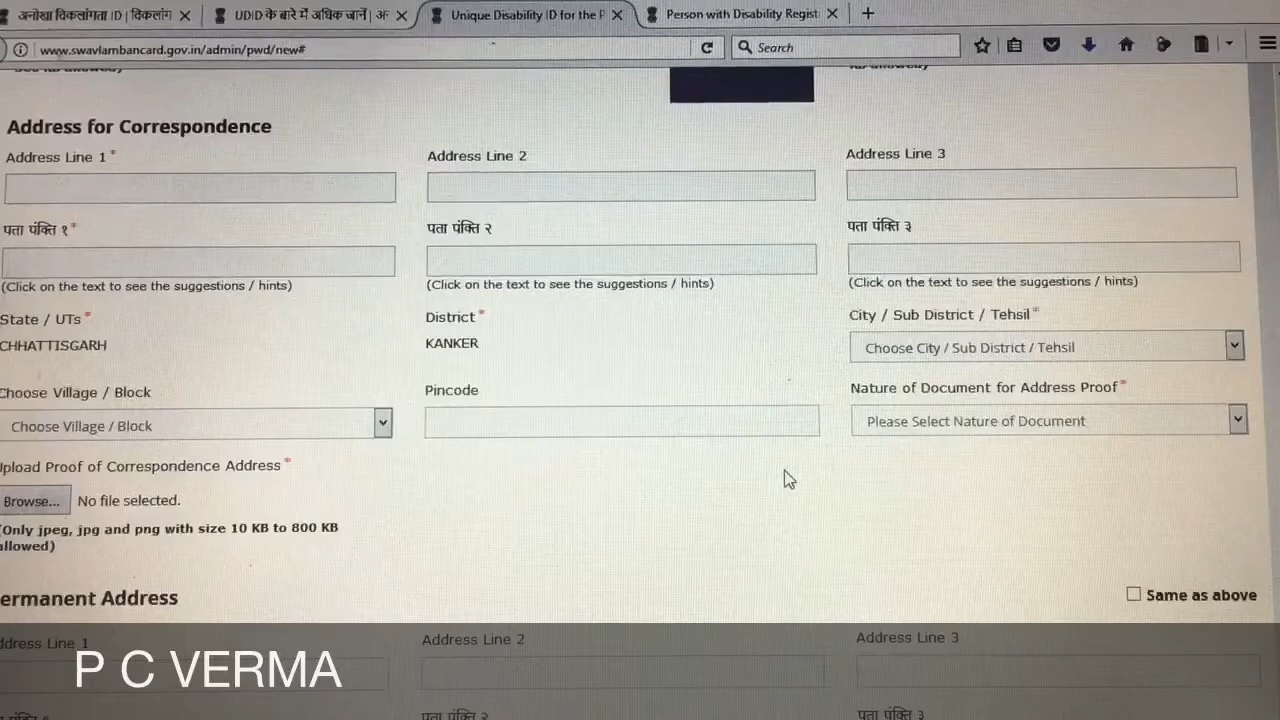 अनोखा विकलांगता ID | विकलांग
UDID के बारे में अधिक जानें | अ
Unique Disability ID for the P
Person with Disability Regist
www.swavlambancard.gov.in/admin/pwd/new#
Search
Address for Correspondence
Address Line 1 *
Address Line 2
Address Line 3
पता पंक्ति १ *
पता पंक्ति २
पता पंक्ति ३
(Click on the text to see the suggestions / hints)
(Click on the text to see the suggestions / hints)
(Click on the text to see the suggestions / hints)
State / UTs *
District *
City / Sub District / Tehsil *
CHHATTISGARH
KANKER
Choose City / Sub District / Tehsil
Choose Village / Block
Pincode
Nature of Document for Address Proof *
Choose Village / Block
Please Select Nature of Document
Upload Proof of Correspondence Address *
Browse... No file selected.
(Only jpeg, jpg and png with size 10 KB to 800 KB
allowed)
ermanent Address
Same as above
ddress Line 1
Address Line 2
Address Line 3
P C VERMA
पता पंक्ति २
पता पंक्ति ३